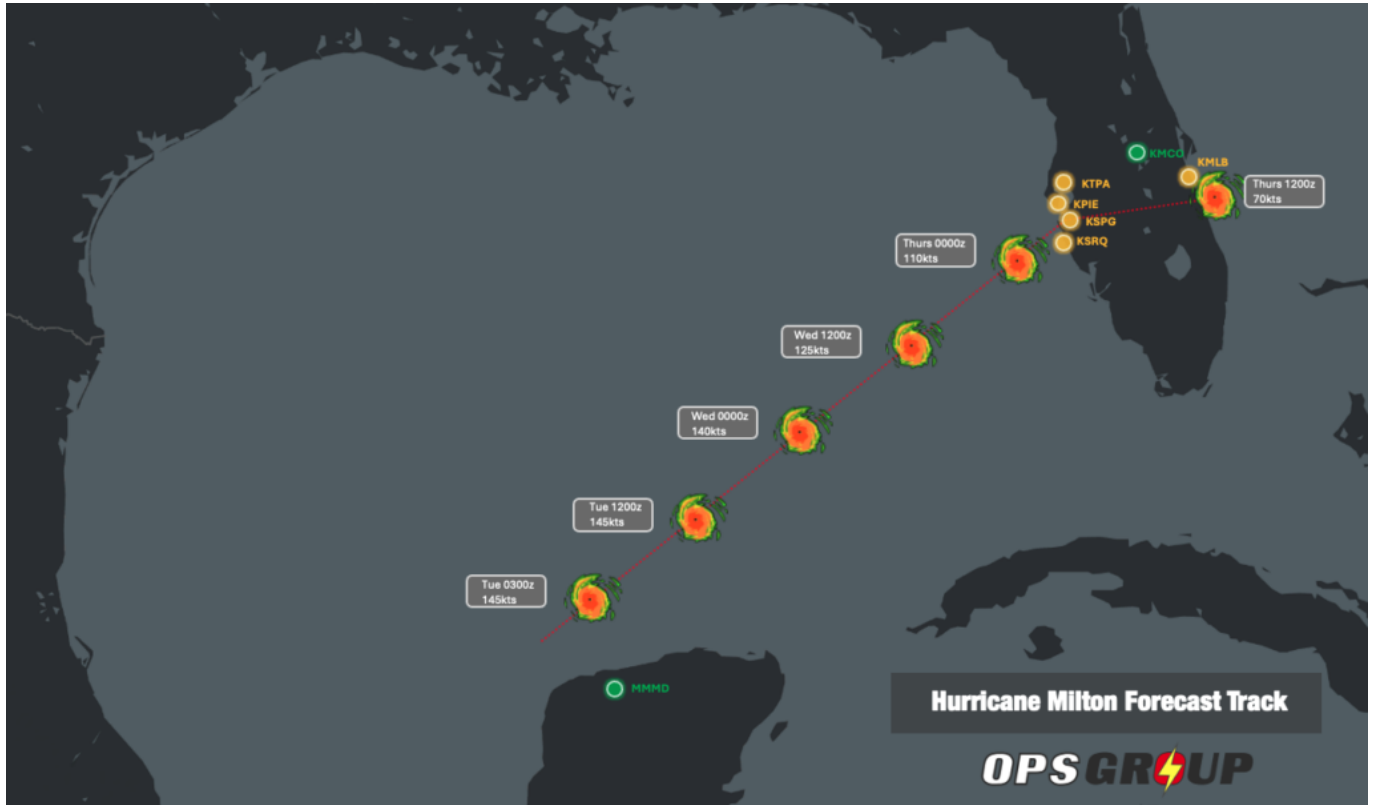 KMCO
KMLB
Thurs 1200z
70kts
KTPA
KPIE
KSPG
KSRQ
Thurs 0000z
110kts
Wed 1200z
125kts
Wed 0000z
140kts
Tue 1200z
145kts
Tue 0300z
145kts
MMMD
Hurricane Milton Forecast Track
OPSGROUP